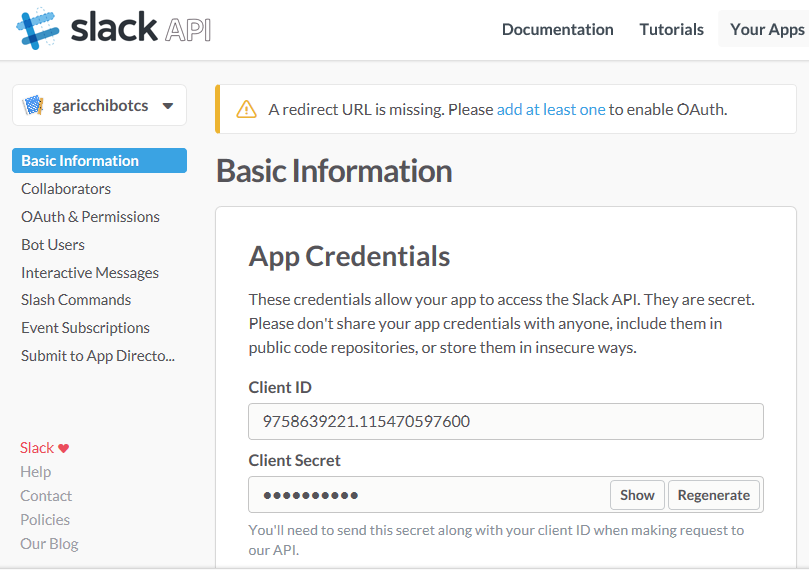 slack API
Documentation Tutorials Your Apps
garicchibotcs
A redirect URL is missing. Please add at least one to enable OAuth.
Basic Information
Collaborators
OAuth & Permissions
Bot Users
Interactive Messages
Slash Commands
Event Subscriptions
Submit to App Directo...
Slack ♥
Help
Contact
Policies
Our Blog
Basic Information
App Credentials
These credentials allow your app to access the Slack API. They are secret.
Please don't share your app credentials with anyone, include them in
public code repositories, or store them in insecure ways.
Client ID
9758639221.115470597600
Client Secret
●●●●●●●●●● Show Regenerate
You'll need to send this secret along with your client ID when making request to
our API.